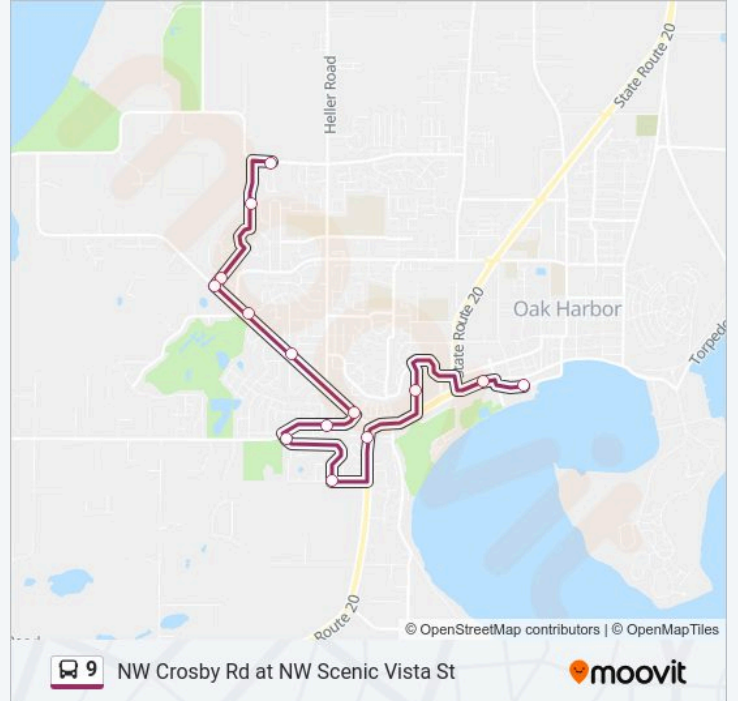 State Route 20
Heller Road
Oak Harbor
State Route 20
Route 20
© OpenStreetMap contributors | © OpenMapTiles
9
NW Crosby Rd at NW Scenic Vista St
moovit